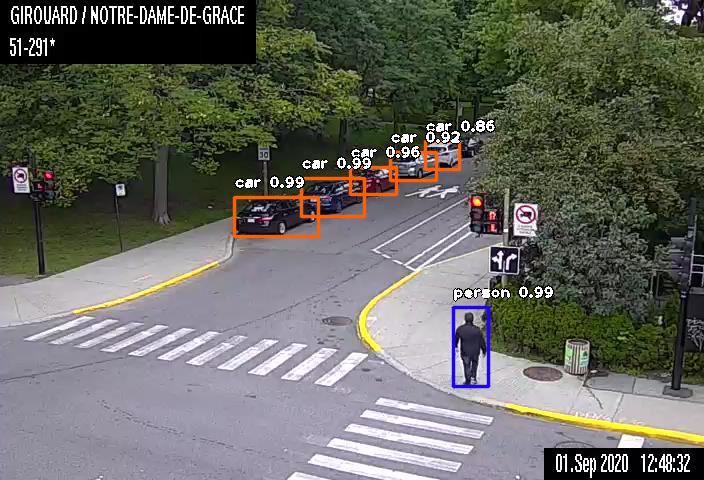 GIROUARD / NOTRE-DAME-DE-GRACE
51-291*
car 0.86
car 0.92
car 0.96
car 0.99
car 0.99
30
person 0.99
01.Sep 2020 12:48:32